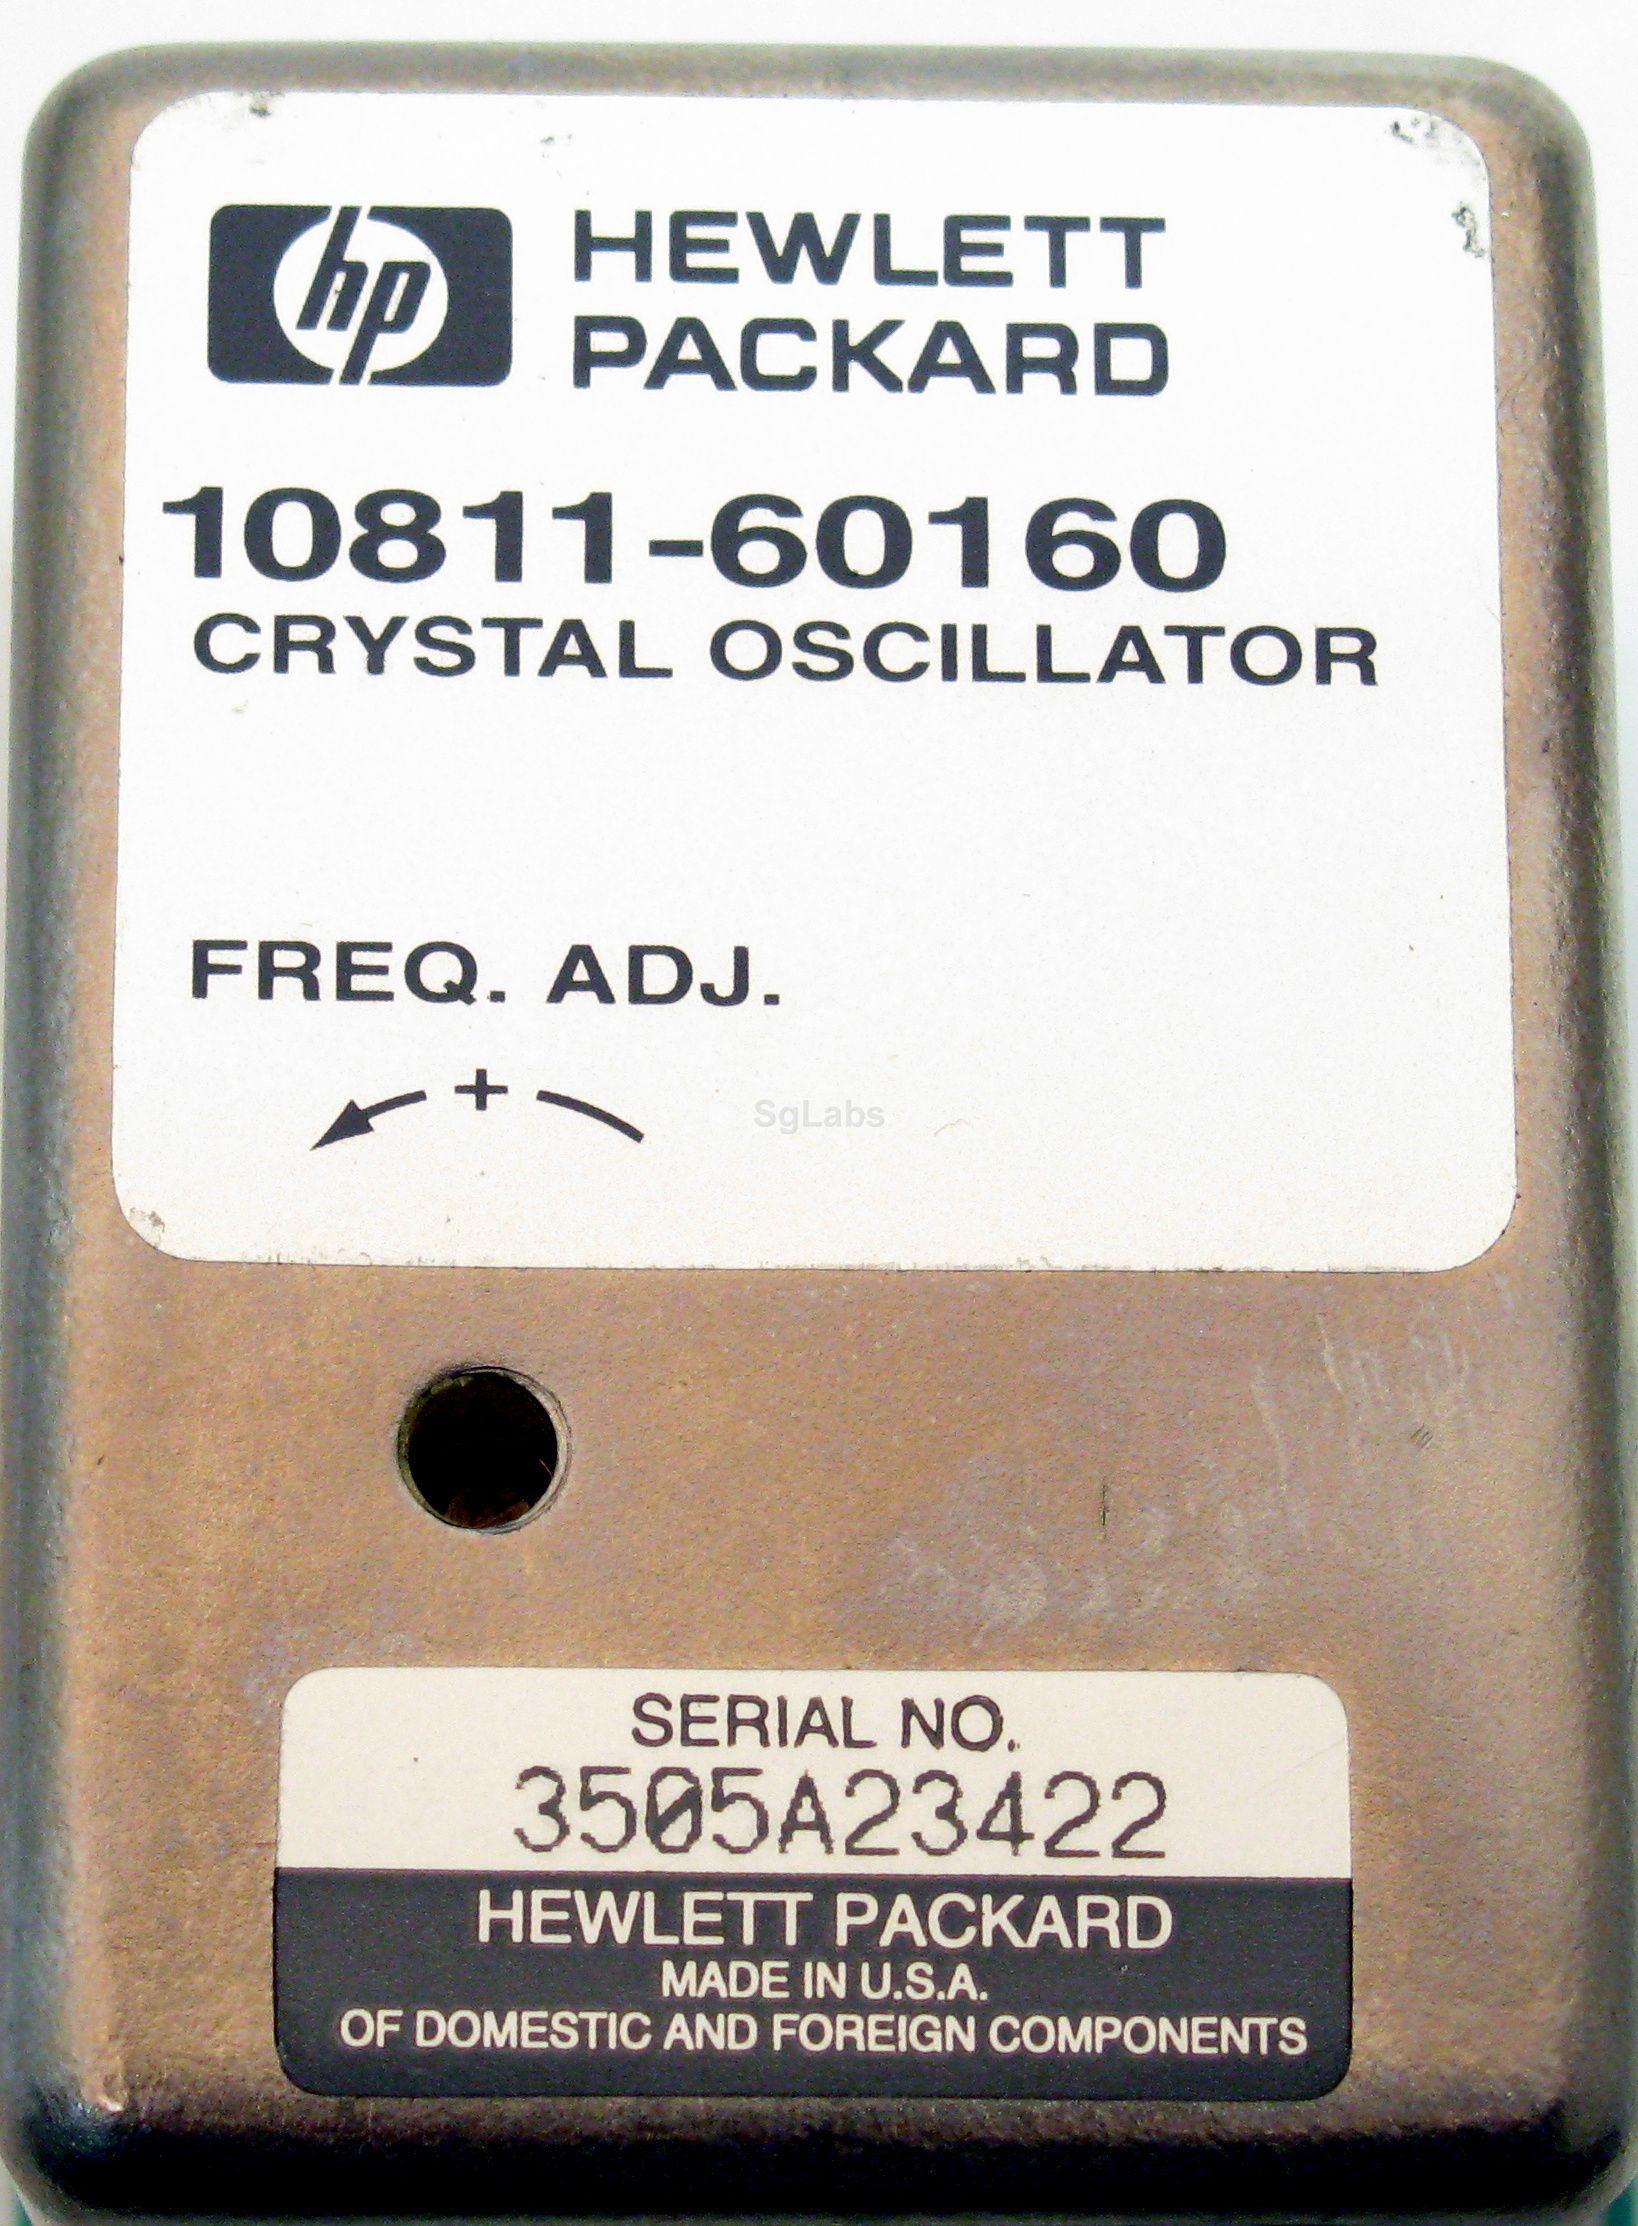 hp HEWLETT
PACKARD
10811-60160
CRYSTAL OSCILLATOR
FREQ. ADJ.
+
SgLabs
SERIAL NO.
3505A23422
HEWLETT PACKARD
MADE IN U.S.A.
OF DOMESTIC AND FOREIGN COMPONENTS